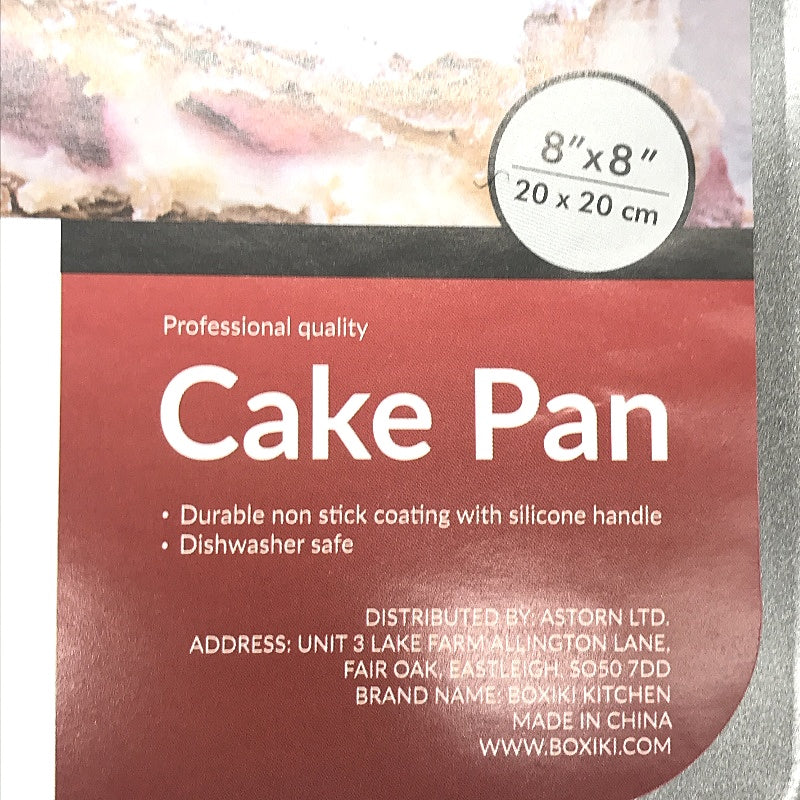 8"x8"
20 x 20 cm
Professional quality
Cake Pan
• Durable non stick coating with silicone handle
• Dishwasher safe
DISTRIBUTED BY: ASTORN LTD.
ADDRESS: UNIT 3 LAKE FARM ALLINGTON LANE,
FAIR OAK, EASTLEIGH, SO50 7DD
BRAND NAME: BOXIKI KITCHEN
MADE IN CHINA
WWW.BOXIKI.COM